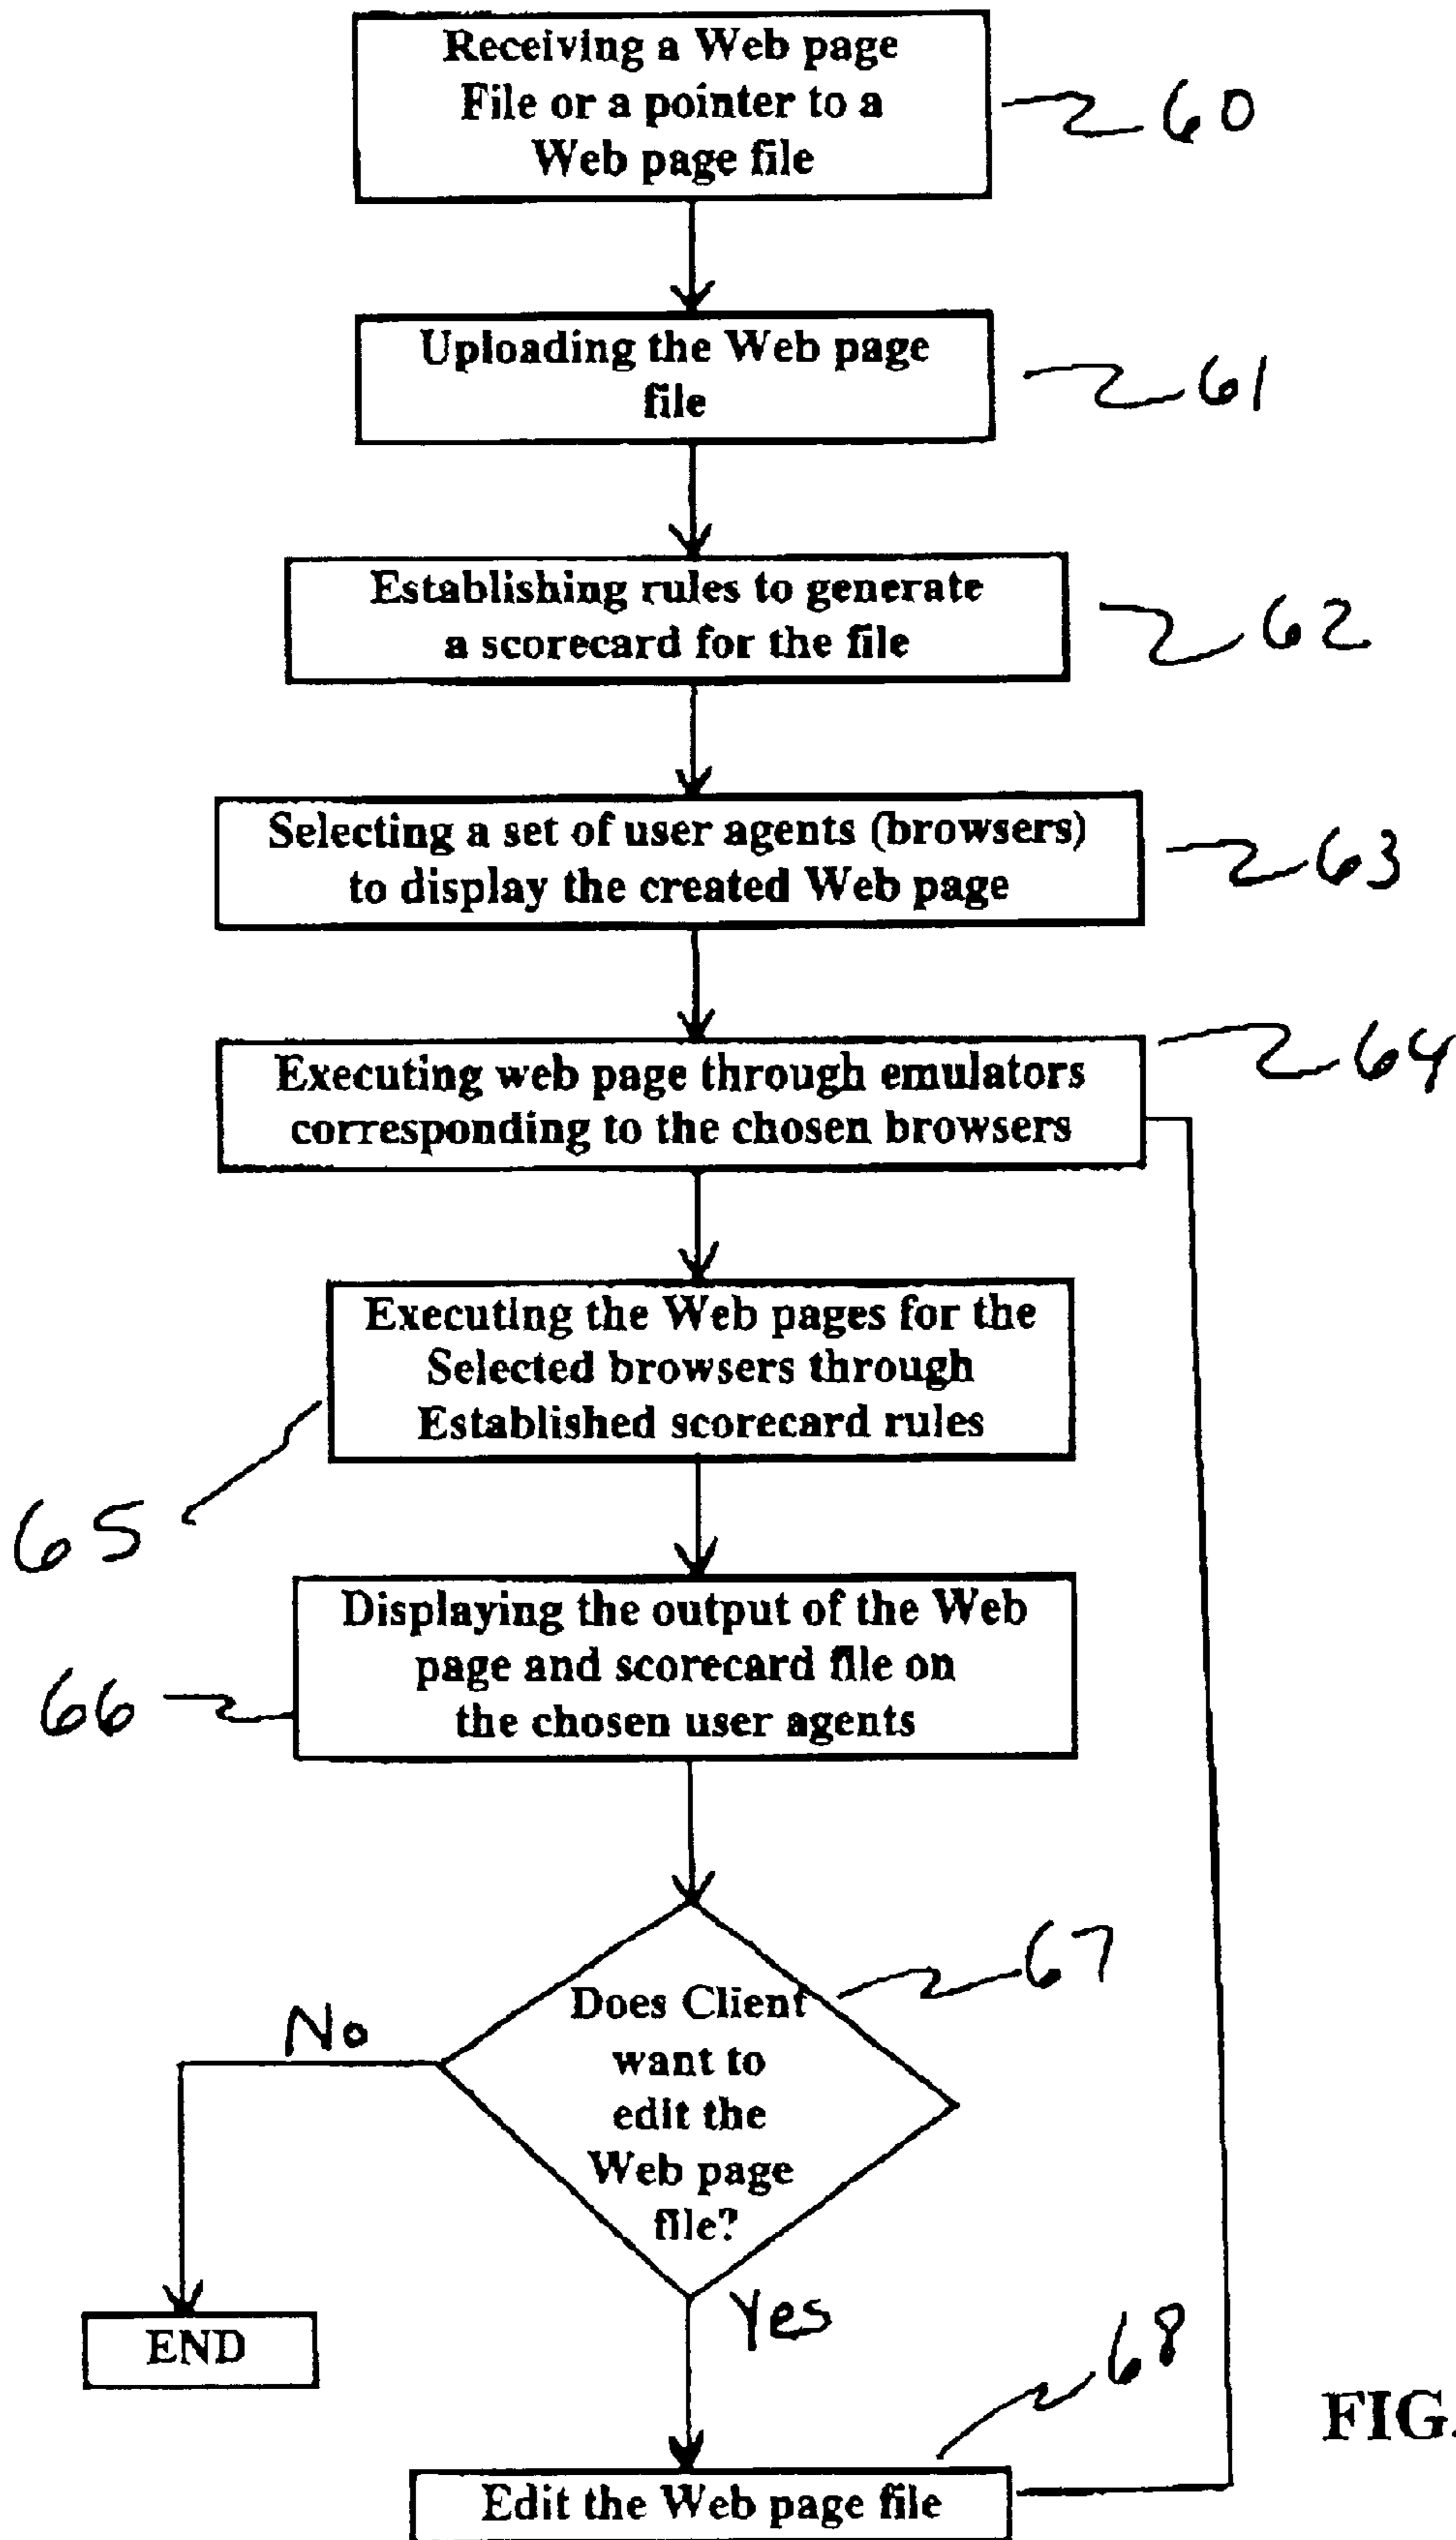 Receiving a Web page
File or a pointer to a
Web page file
60
Uploading the Web page
file
61
Establishing rules to generate
a scorecard for the file
62
Selecting a set of user agents (browsers)
to display the created Web page
63
Executing web page through emulators
corresponding to the chosen browsers
64
Executing the Web pages for the
Selected browsers through
Established scorecard rules
65
Displaying the output of the Web
page and scorecard file on
the chosen user agents
66
Does Client
want to
edit the
Web page
file?
67
No
Yes
END
68
Edit the Web page file
FIG.